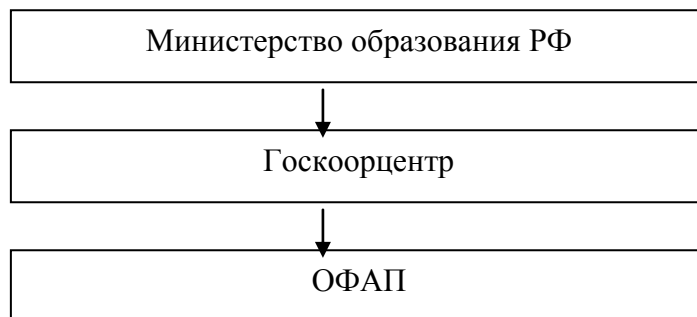 Министерство образования РФ
Госкоорцентр
ОФАП